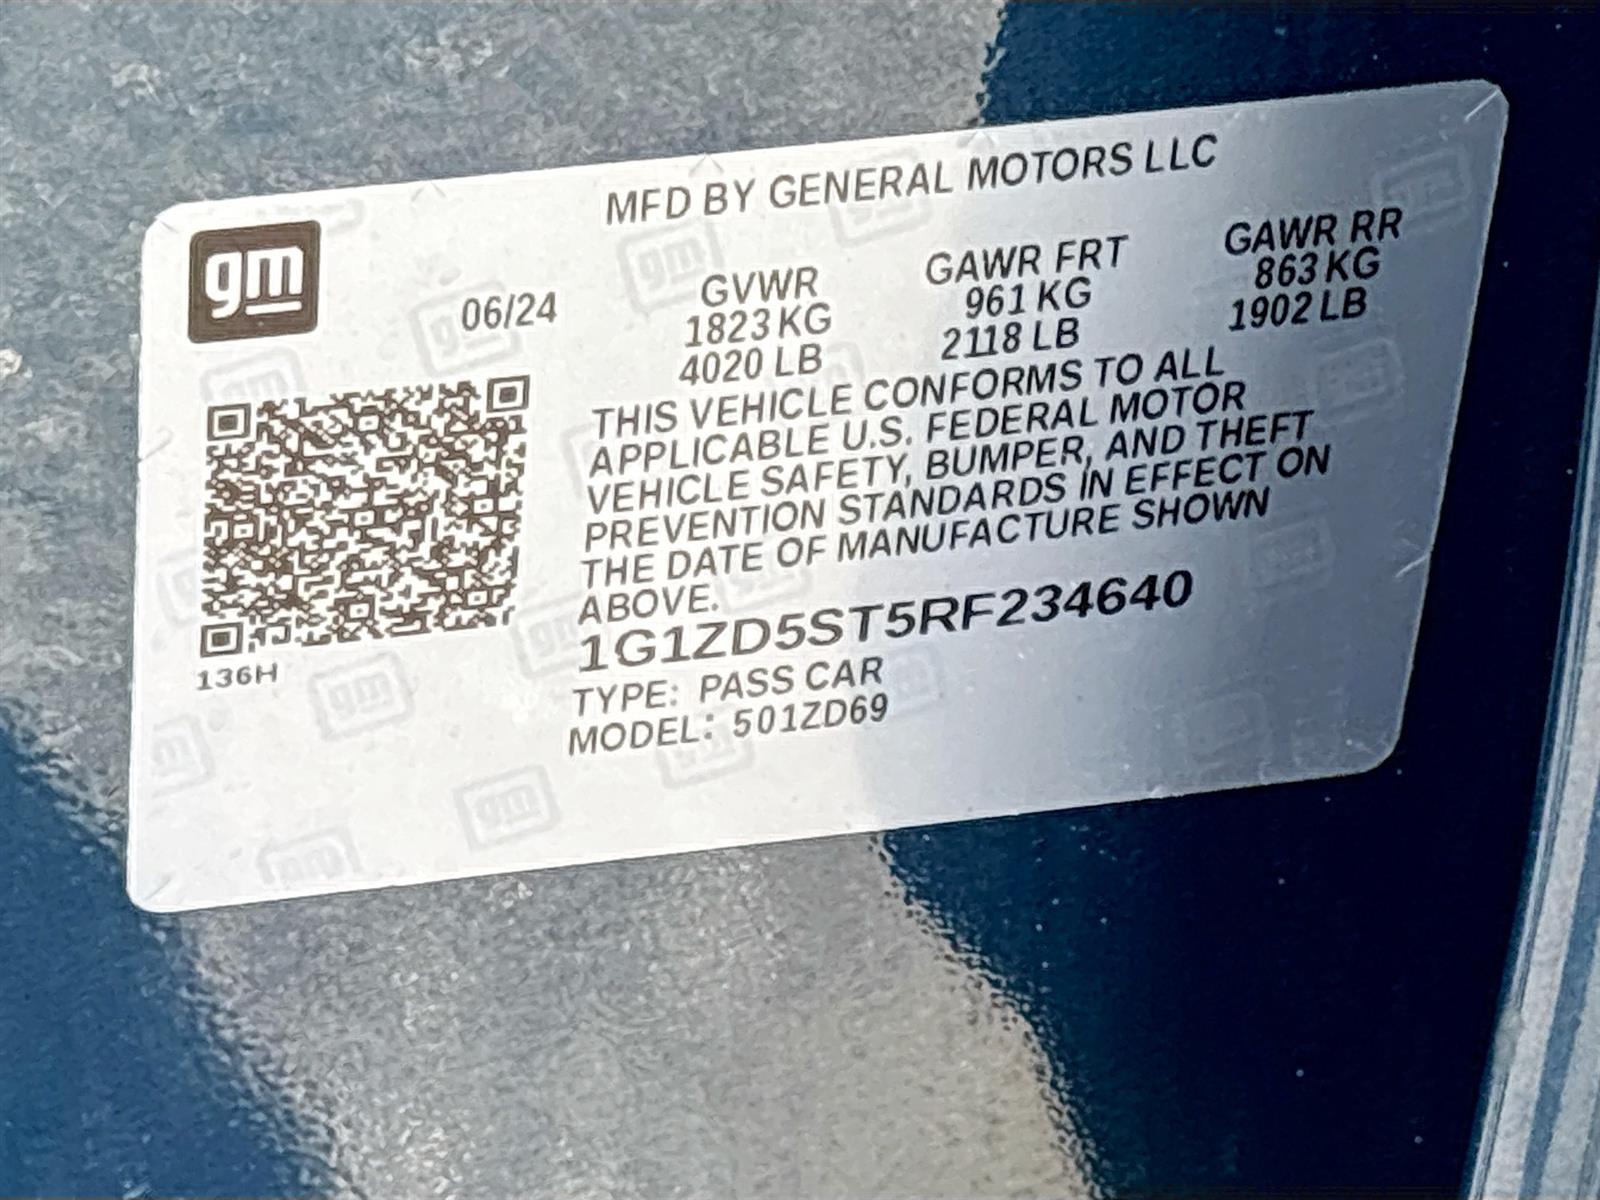 MFD BY GENERAL MOTORS LLC
gm
06/24
GVWR
1823 KG
4020 LB
GAWR FRT
961 KG
2118 LB
GAWR RR
863 KG
1902 LB
THIS VEHICLE CONFORMS TO ALL
APPLICABLE U.S. FEDERAL MOTOR
VEHICLE SAFETY, BUMPER, AND THEFT
PREVENTION STANDARDS IN EFFECT ON
THE DATE OF MANUFACTURE SHOWN
ABOVE.
1G1ZD5ST5RF234640
TYPE: PASS CAR
MODEL: 501ZD69
136H